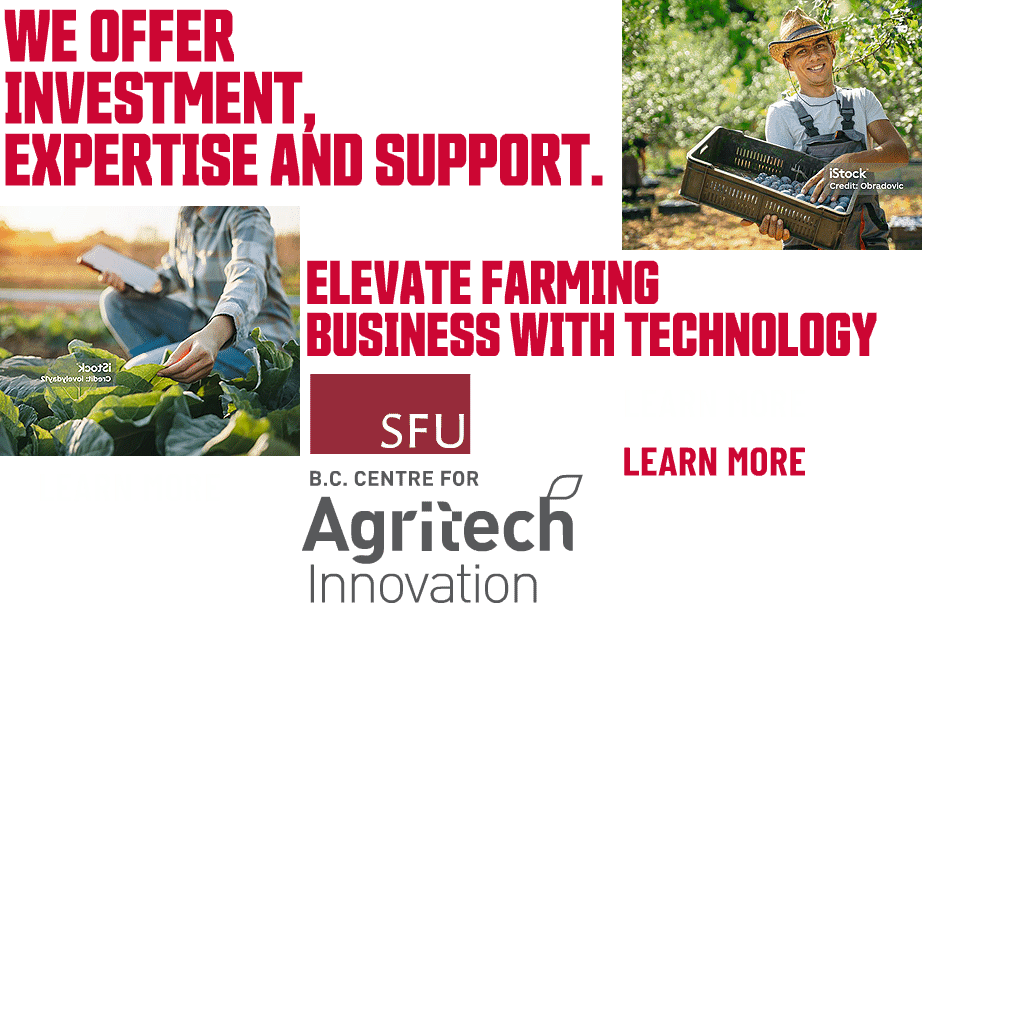 WE OFFER
INVESTMENT,
EXPERTISE AND SUPPORT.
iStock
Credit: Obradovic
iStock
Credit: lovelyday12
ELEVATE FARMING
BUSINESS WITH TECHNOLOGY
SFU
B.C. CENTRE FOR
Agritech
Innovation
LEARN MORE